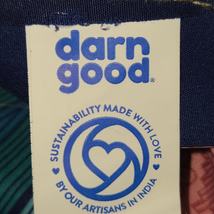 darn
good®
SUSTAINABILITY MADE WITH LOVE
BY OUR ARTISANS IN INDIA